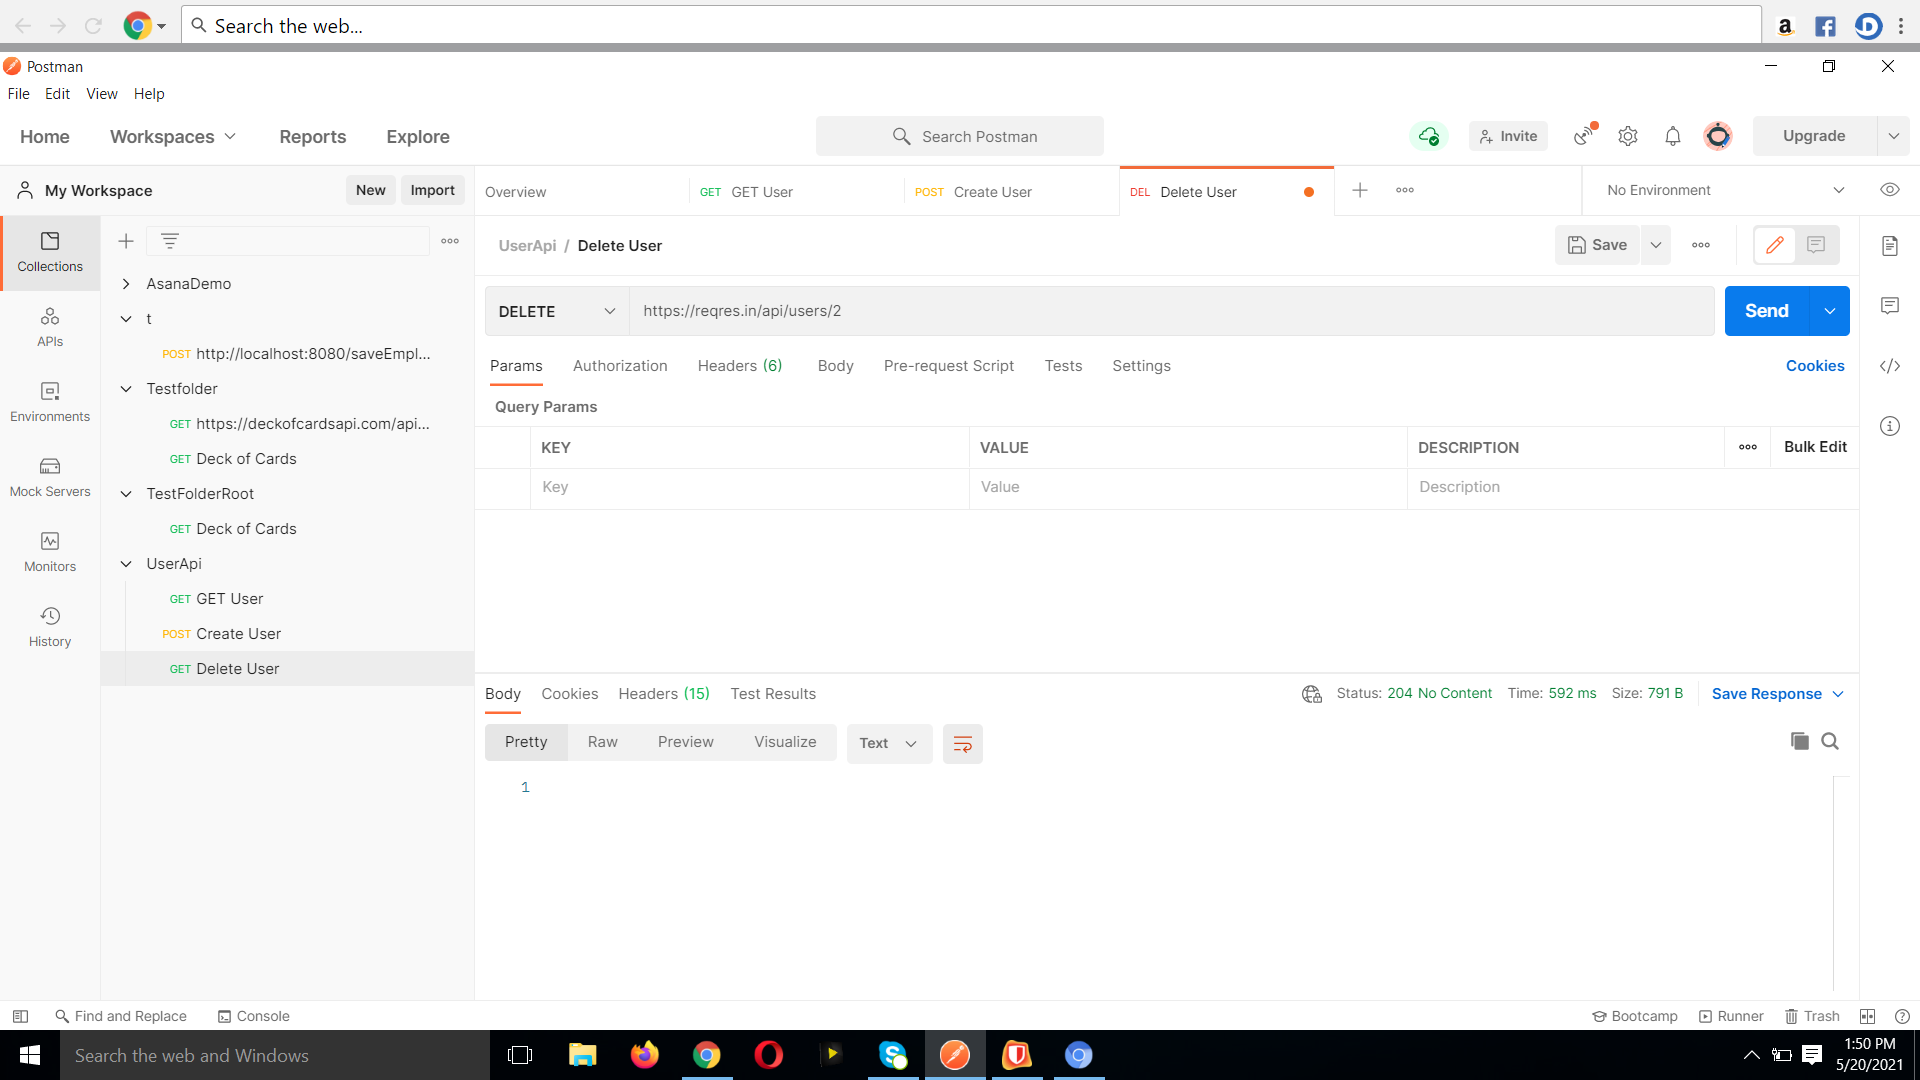 Search the web...
Postman
File Edit View Help
Home Workspaces Reports Explore
Search Postman
Invite
Upgrade
My Workspace
New Import
Overview
GET GET User
POST Create User
DEL Delete User
No Environment
Collections
APIs
Environments
Mock Servers
Monitors
History
AsanaDemo
t
POST http://localhost:8080/saveEmpl...
Testfolder
GET https://deckofcardsapi.com/api...
GET Deck of Cards
TestFolderRoot
GET Deck of Cards
UserApi
GET GET User
POST Create User
GET Delete User
UserApi / Delete User
Save
DELETE
https://reqres.in/api/users/2
Send
Params Authorization Headers (6) Body Pre-request Script Tests Settings
Cookies
Query Params
KEY VALUE DESCRIPTION Bulk Edit
Key Value Description
Body Cookies Headers (15) Test Results
Status: 204 No Content Time: 592 ms Size: 791 B
Save Response
Pretty Raw Preview Visualize
Text
1
Find and Replace Console
Bootcamp Runner Trash
Search the web and Windows
1:50 PM
5/20/2021